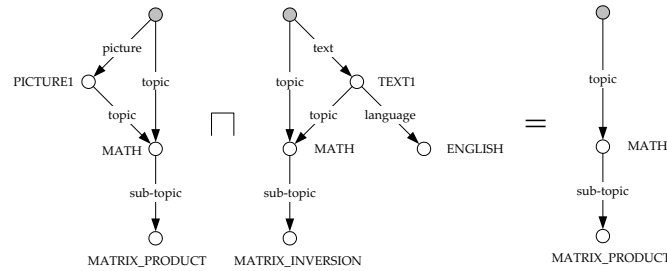 picture
text
PICTURE1
topic
topic
TEXT1
topic
topic
topic
language
MATH
MATH
ENGLISH
MATH
sub-topic
sub-topic
sub-topic
MATRIX_PRODUCT
MATRIX_INVERSION
MATRIX_PRODUCT